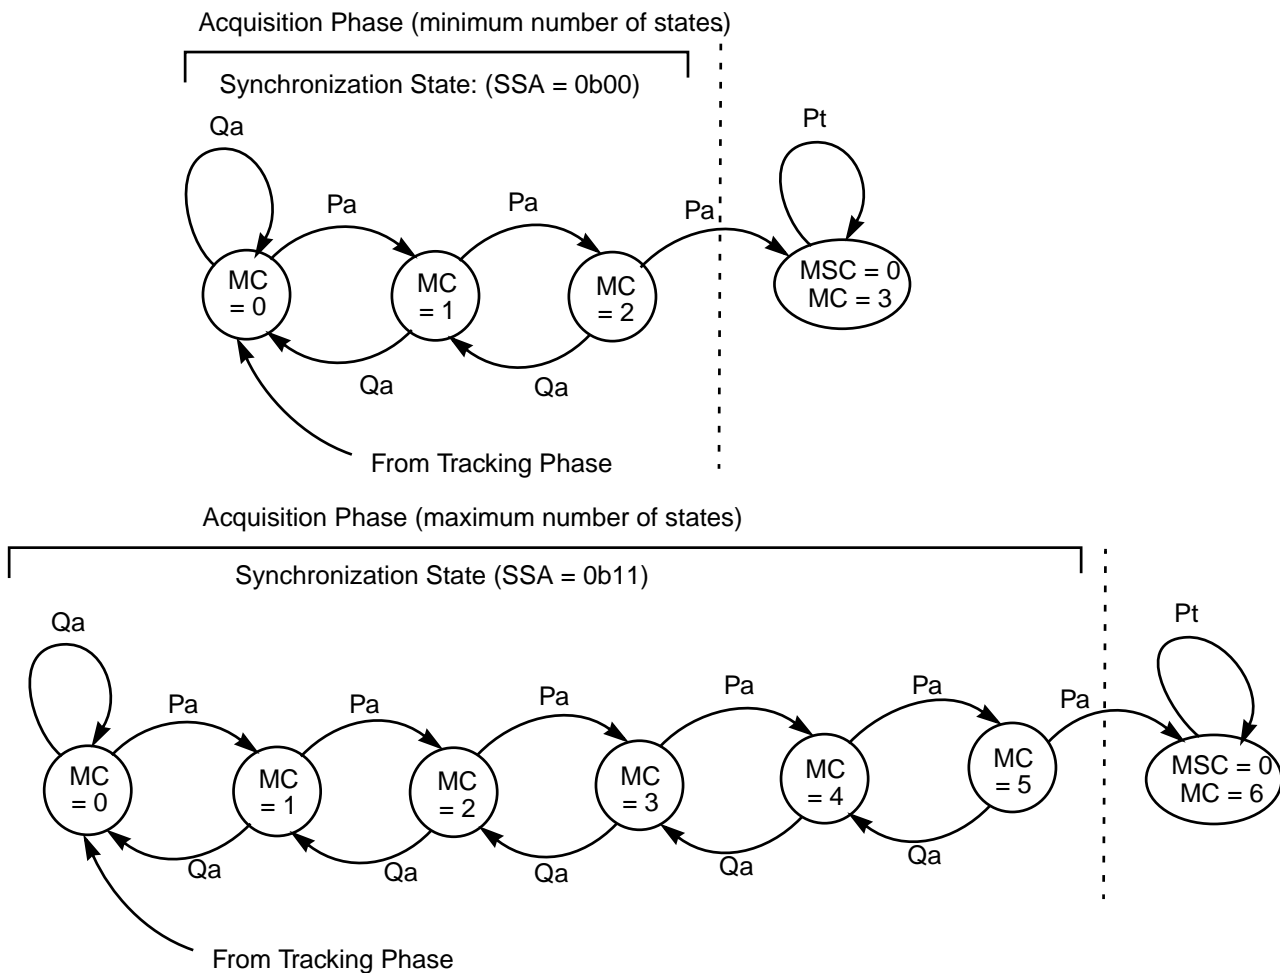 Acquisition Phase (minimum number of states)
Synchronization State: (SSA = 0b00)
Qa
Pt
Pa
Pa
Pa
MC
= 0
MC
= 1
MC
= 2
MSC = 0
MC = 3
Qa
Qa
From Tracking Phase
Acquisition Phase (maximum number of states)
Synchronization State (SSA = 0b11)
Qa
Pt
Pa
Pa
Pa
Pa
Pa
Pa
MC
= 0
MC
= 1
MC
= 2
MC
= 3
MC
= 4
MC
= 5
MSC = 0
MC = 6
Qa
Qa
Qa
Qa
Qa
From Tracking Phase